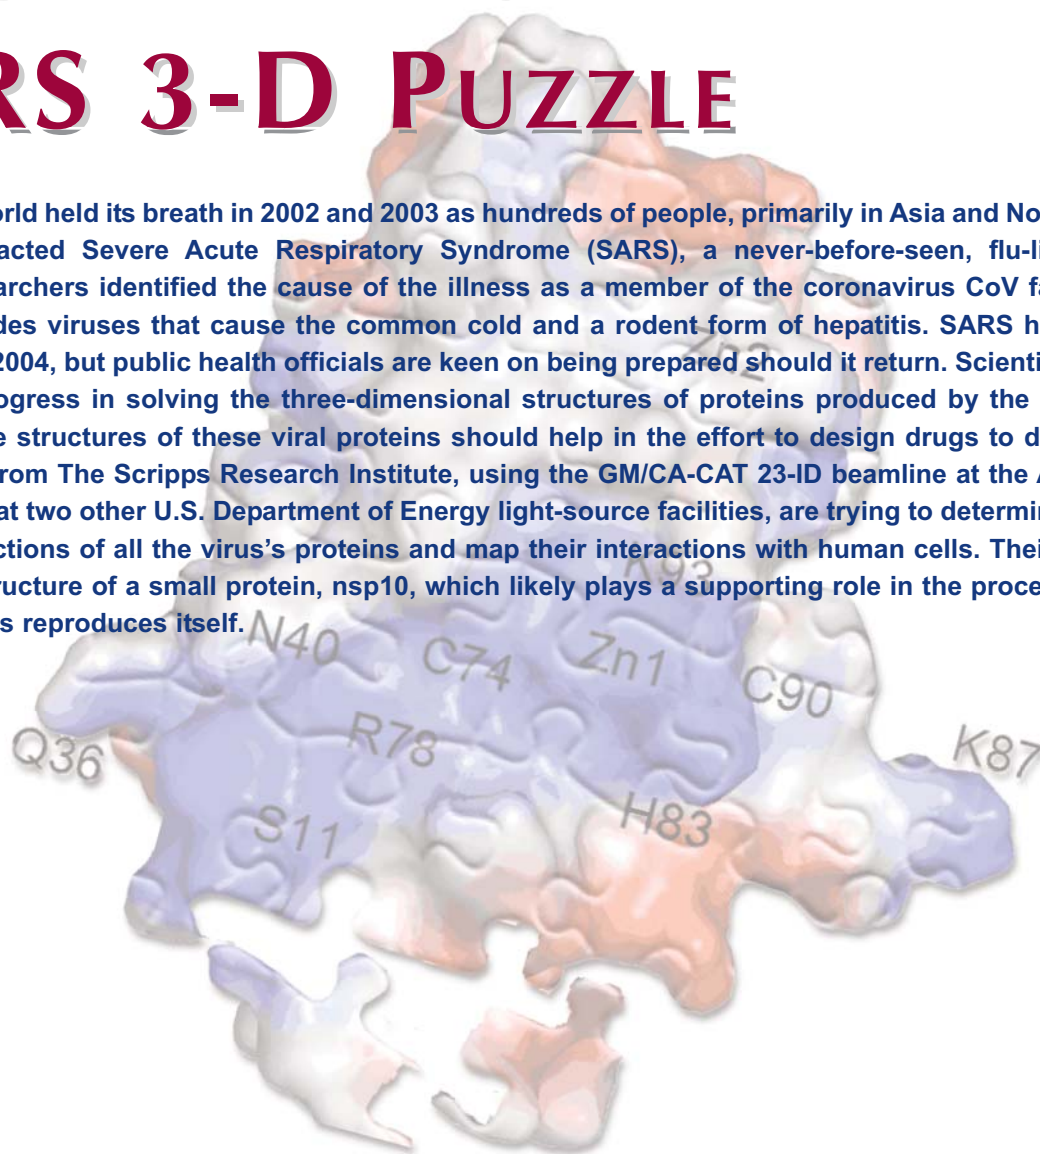 RS 3-D PUZZLE
orld held its breath in 2002 and 2003 as hundreds of people, primarily in Asia and No
acted Severe Acute Respiratory Syndrome (SARS), a never-before-seen, flu-li
archers identified the cause of the illness as a member of the coronavirus CoV fa
des viruses that cause the common cold and a rodent form of hepatitis. SARS h
2004, but public health officials are keen on being prepared should it return. Scienti
ogress in solving the three-dimensional structures of proteins produced by the
e structures of these viral proteins should help in the effort to design drugs to d
from The Scripps Research Institute, using the GM/CA-CAT 23-ID beamline at the A
at two other U.S. Department of Energy light-source facilities, are trying to determin
ctions of all the virus's proteins and map their interactions with human cells. Thei
ructure of a small protein, nsp10, which likely plays a supporting role in the proce
s reproduces itself.
Zn2
K93
N40 C74 Zn1 C90
Q36 R78 K87
S11 H83